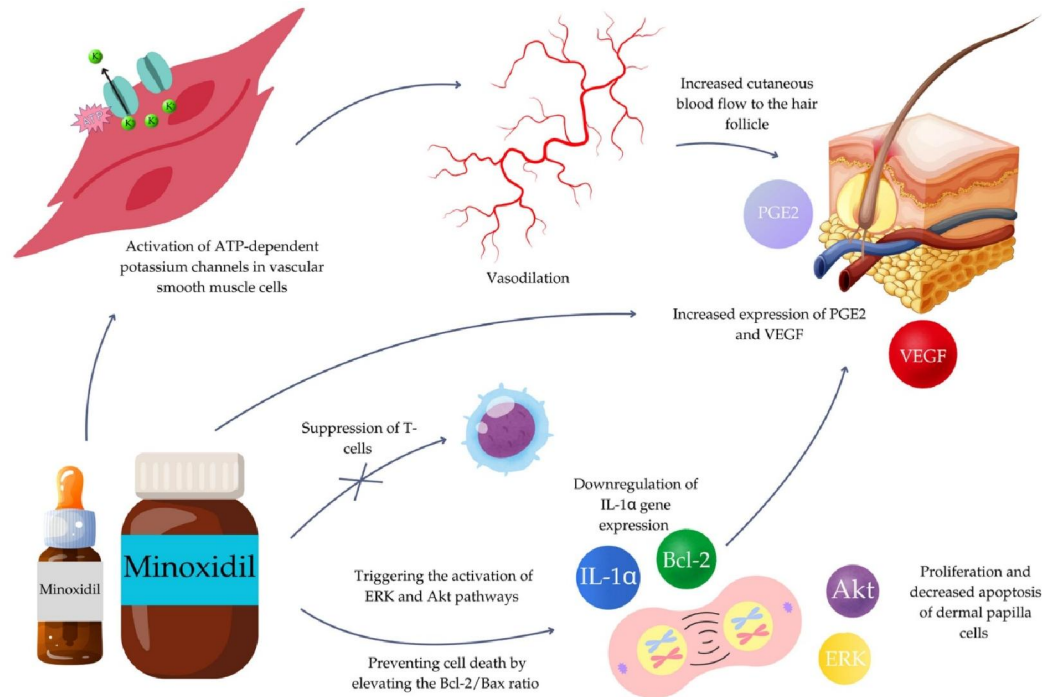 K
K
K
K
Increased cutaneous
blood flow to the hair
follicle
PGE2
Activation of ATP-dependent
potassium channels in vascular
smooth muscle cells
Vasodilation
Increased expression of PGE2
and VEGF
VEGF
Suppression of T-
cells
Downregulation of
IL-1α gene
expression
Minoxidil
Minoxidil
IL-1α
Bcl-2
Triggering the activation of
ERK and Akt pathways
Akt
ERK
Proliferation and
decreased apoptosis
of dermal papilla
cells
Preventing cell death by
elevating the Bcl-2/Bax ratio